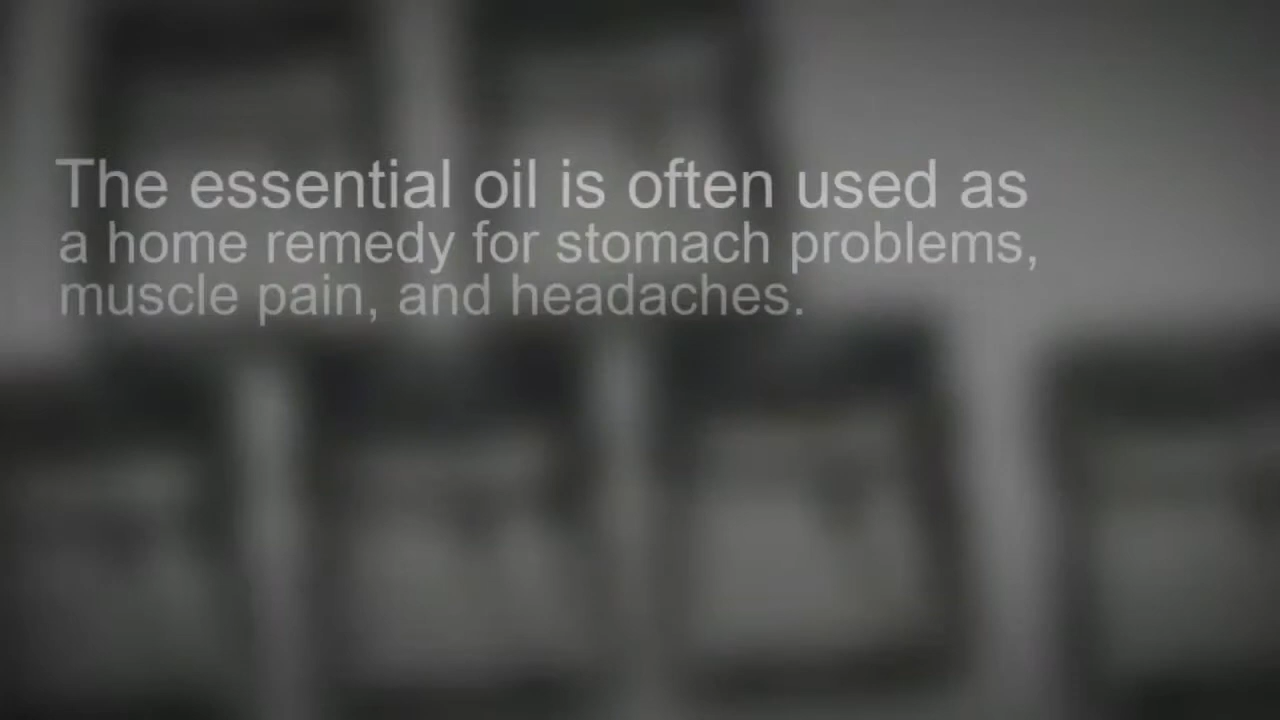 The essential oil is often used as
a home remedy for stomach problems,
muscle pain, and headaches.